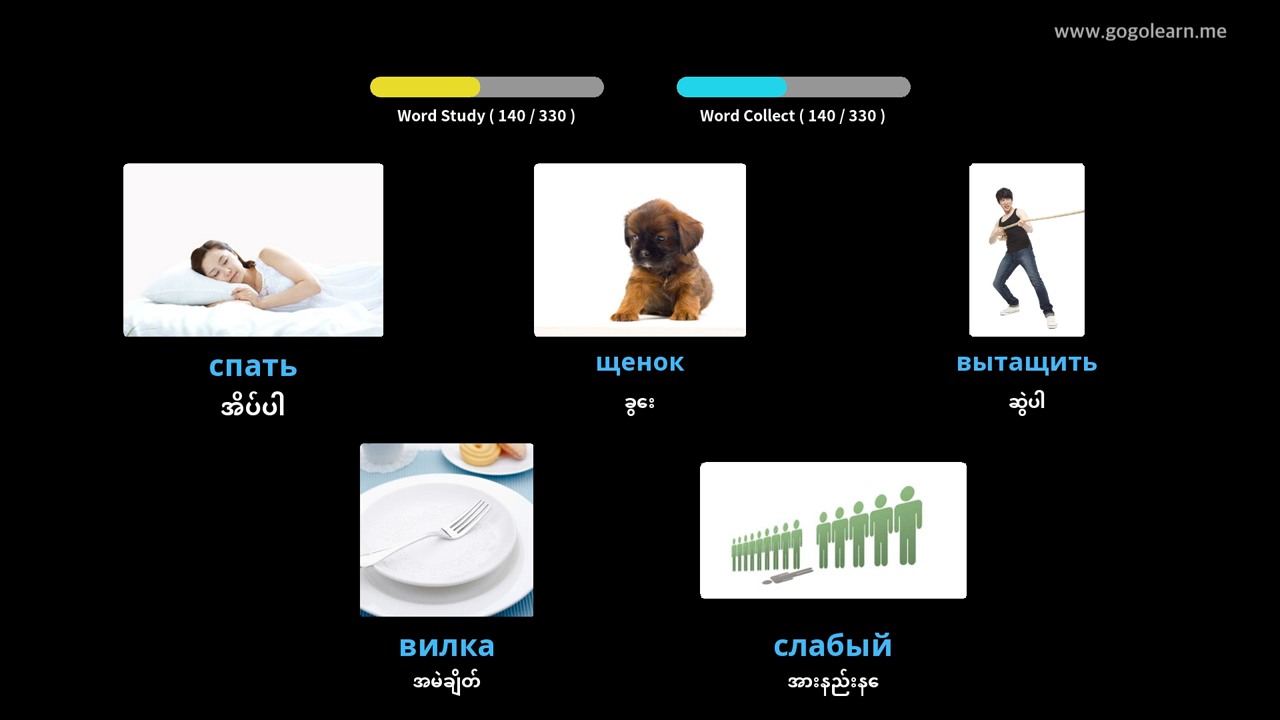 www.gogolearn.me
Word Study ( 140 / 330 )
Word Collect ( 140 / 330 )
спать
အိပ်ပါ
щенок
ခွေး
вытащить
ဆွဲပါ
вилка
အမဲချိတ်
слабый
အားနည်းနေ